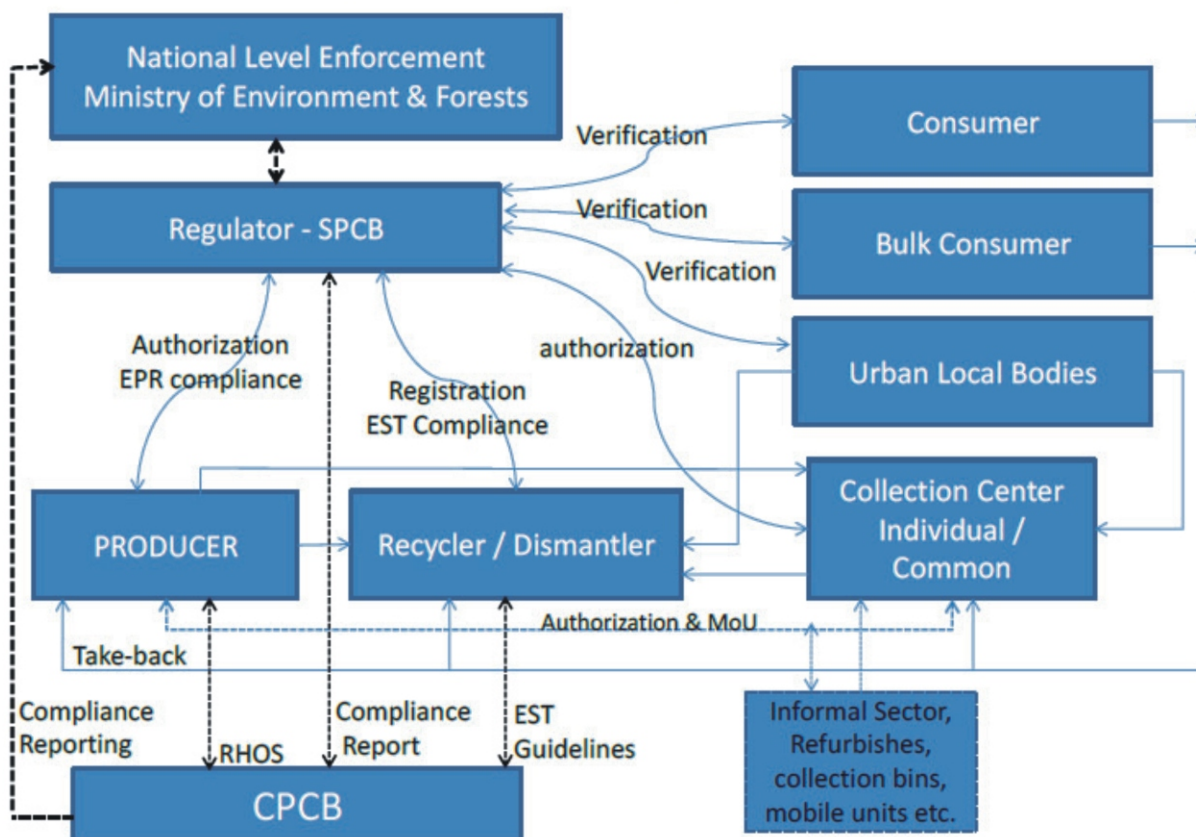 National Level Enforcement
Ministry of Environment & Forests
Consumer
Verification
Regulator - SPCB
Verification
Bulk Consumer
Verification
Authorization
EPR compliance
authorization
Urban Local Bodies
Registration
EST Compliance
PRODUCER
Recycler / Dismantler
Collection Center
Individual /
Common
Authorization & MoU
Take-back
Compliance
Reporting
RHOS
Compliance
Report
EST
Guidelines
Informal Sector,
Refurbishes,
collection bins,
mobile units etc.
CPCB